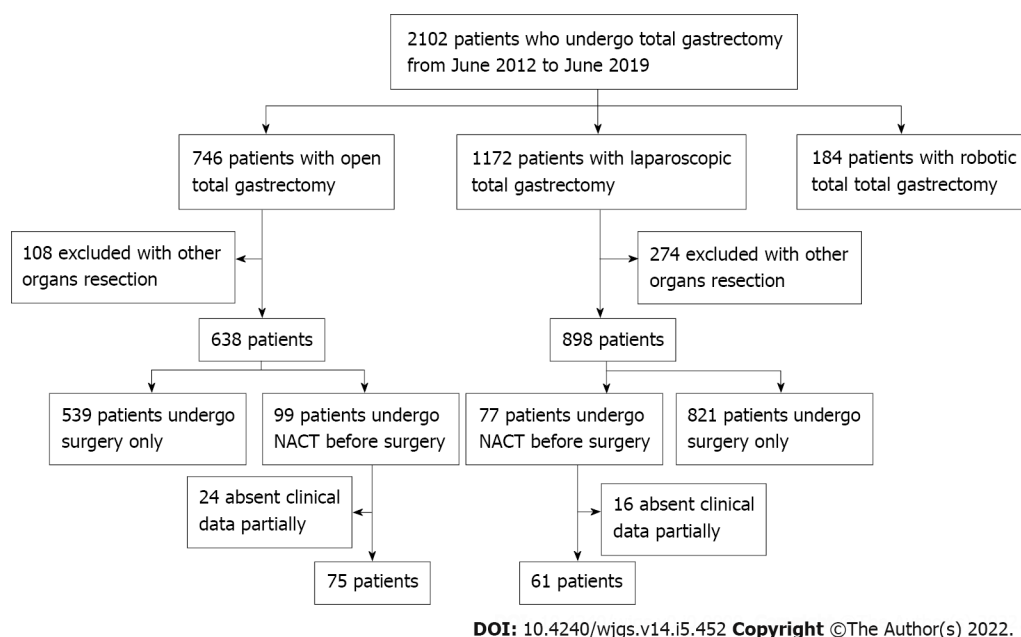 2102 patients who undergo total gastrectomy
from June 2012 to June 2019
746 patients with open
total gastrectomy
1172 patients with laparoscopic
total gastrectomy
184 patients with robotic
total total gastrectomy
108 excluded with other
organs resection
274 excluded with other
organs resection
638 patients
898 patients
539 patients undergo
surgery only
99 patients undergo
NACT before surgery
77 patients undergo
NACT before surgery
821 patients undergo
surgery only
24 absent clinical
data partially
16 absent clinical
data partially
75 patients
61 patients
DOI: 10.4240/wjgs.v14.i5.452 Copyright ©The Author(s) 2022.